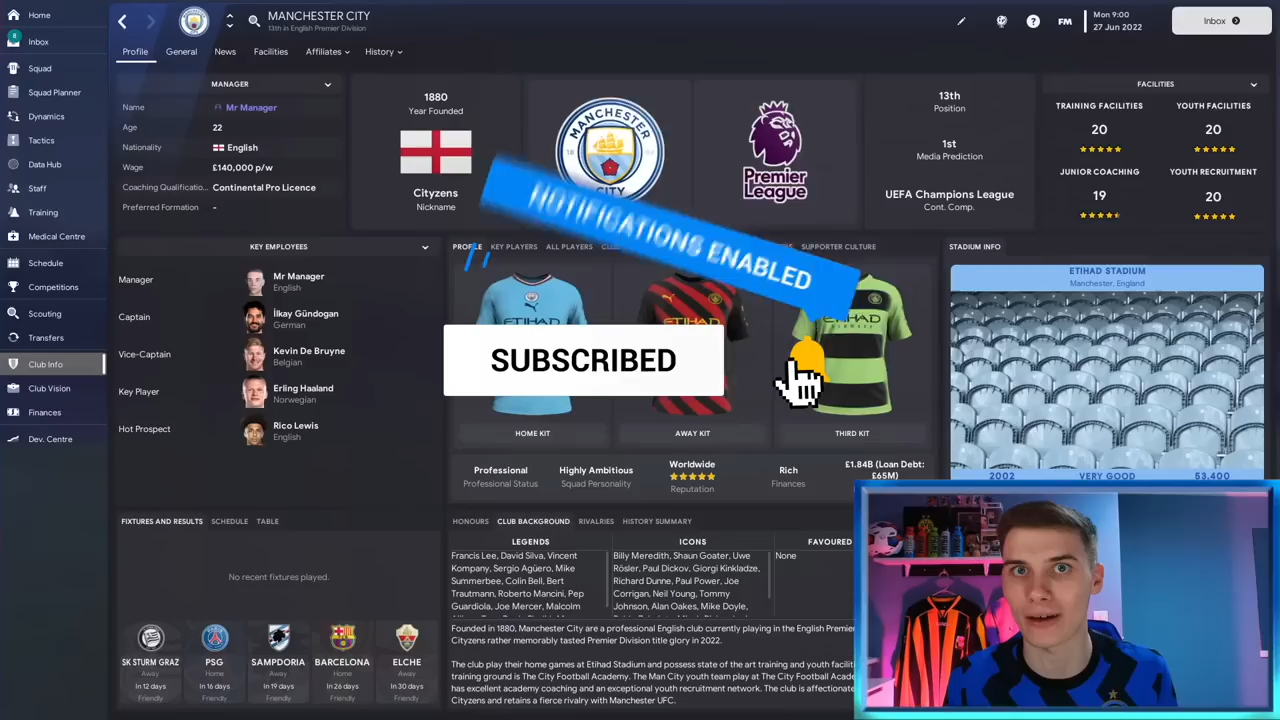 Home
Inbox
8
Squad
Squad Planner
Dynamics
Tactics
Data Hub
Staff
Training
Medical Centre
Schedule
Competitions
Scouting
Transfers
Club Info
Club Vision
Finances
Dev. Centre
MANCHESTER CITY
13th in English Premier Division
FM
Mon 9:00
27 Jun 2022
Inbox
Profile
General
News
Facilities
Affiliates
History
MANAGER
Name
Mr Manager
Age
22
Nationality
English
Wage
£140,000 p/w
Coaching Qualificatio...
Continental Pro Licence
Preferred Formation
-
1880
Year Founded
Cityzens
Nickname
MANCHESTER
CITY
Premier
League
13th
Position
1st
Media Prediction
UEFA Champions League
Cont. Comp.
FACILITIES
TRAINING FACILITIES
YOUTH FACILITIES
20
20
JUNIOR COACHING
YOUTH RECRUITMENT
19
20
NOTIFICATIONS ENABLED
KEY EMPLOYEES
Manager
Mr Manager
English
Captain
İlkay Gündogan
German
Vice-Captain
Kevin De Bruyne
Belgian
Key Player
Erling Haaland
Norwegian
Hot Prospect
Rico Lewis
English
PROFILE
KEY PLAYERS
ALL PLAYERS
SUPPORTER CULTURE
ETIHAD
SUBSCRIBED
HOME KIT
AWAY KIT
THIRD KIT
Professional
Professional Status
Highly Ambitious
Squad Personality
Worldwide
Reputation
Rich
Finances
£1.84B (Loan Debt:
£65M)
STADIUM INFO
ETIHAD STADIUM
Manchester, England
2002
VERY GOOD
53,400
FIXTURES AND RESULTS
SCHEDULE
TABLE
No recent fixtures played.
SK STURM GRAZ
Away
In 12 days
Friendly
PSG
Home
In 16 days
Friendly
SAMPDORIA
Away
In 19 days
Friendly
BARCELONA
Home
In 26 days
Friendly
ELCHE
Away
In 30 days
Friendly
HONOURS
CLUB BACKGROUND
RIVALRIES
HISTORY SUMMARY
LEGENDS
Francis Lee, David Silva, Vincent
Kompany, Sergio Agüero, Mike
Summerbee, Colin Bell, Bert
Trautmann, Roberto Mancini, Pep
Guardiola, Joe Mercer, Malcolm
ICONS
Billy Meredith, Shaun Goater, Uwe
Rösler, Paul Dickov, Giorgi Kinkladze,
Richard Dunne, Paul Power, Joe
Corrigan, Neil Young, Tommy
Johnson, Alan Oakes, Mike Doyle,
FAVOURED
None
Founded in 1880, Manchester City are a professional English club currently playing in the English Premier
Cityzens rather memorably tasted Premier Division title glory in 2022.
The club play their home games at Etihad Stadium and possess state of the art training and youth facili
training ground is The City Football Academy. The Man City youth team play at The City Football Acade
has excellent academy coaching and an exceptional youth recruitment network. The club is affectionate
Cityzens and retains a fierce rivalry with Manchester UFC.